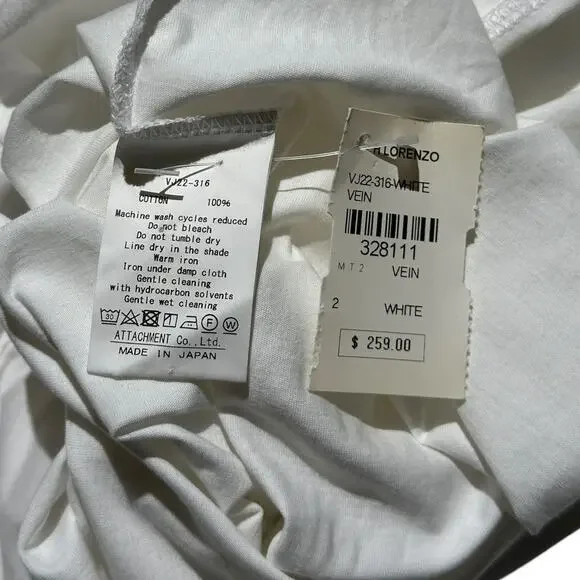 VJ22-316
COTTON 100%
Machine wash cycles reduced
Do not bleach
Do not tumble dry
Line dry in the shade
Warm iron
Iron under damp cloth
Gentle cleaning
with hydrocarbon solvents
Gentle wet cleaning
30 F W
ATTACHMENT Co., Ltd.
MADE IN JAPAN
H LORENZO
VJ22-316-WHITE
VEIN
328111
M T 2 VEIN
2 WHITE
$ 259.00